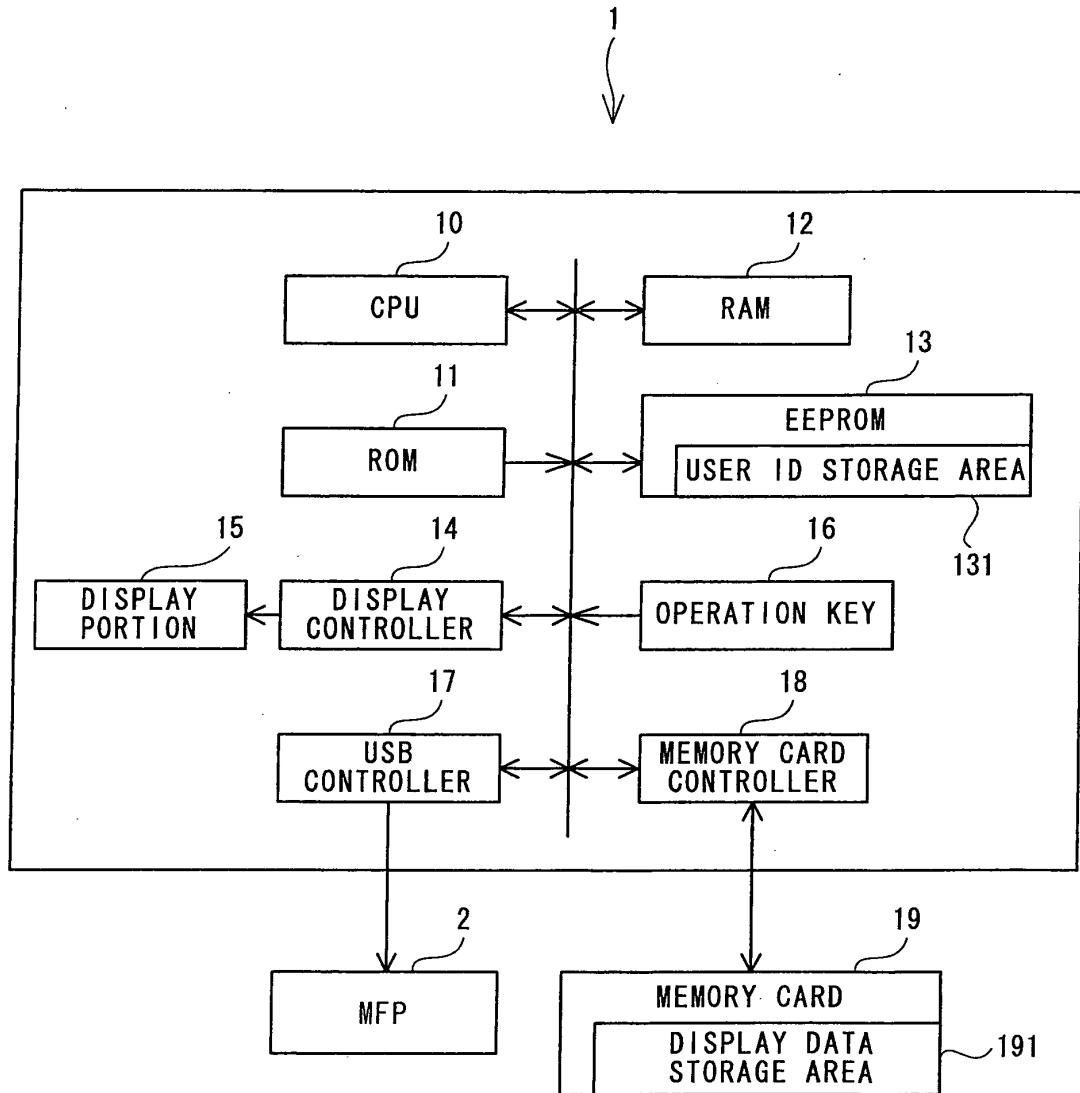 1
10
12
CPU
RAM
11
13
ROM
EEPROM
USER ID STORAGE AREA
131
15
14
16
DISPLAY
PORTION
DISPLAY
CONTROLLER
OPERATION KEY
17
18
USB
CONTROLLER
MEMORY CARD
CONTROLLER
2
19
MFP
MEMORY CARD
DISPLAY DATA
STORAGE AREA
191